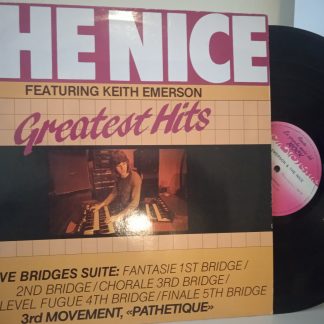 HE NICE
FEATURING KEITH EMERSON
Greatest Hits
VE BRIDGES SUITE: FANTASIE 1ST BRIDGE/
2ND BRIDGE/CHORALE 3RD BRIDGE/
LEVEL FUGUE 4TH BRIDGE/FINALE 5TH BRIDGE
3rd MOVEMENT, «PATHETIQUE»